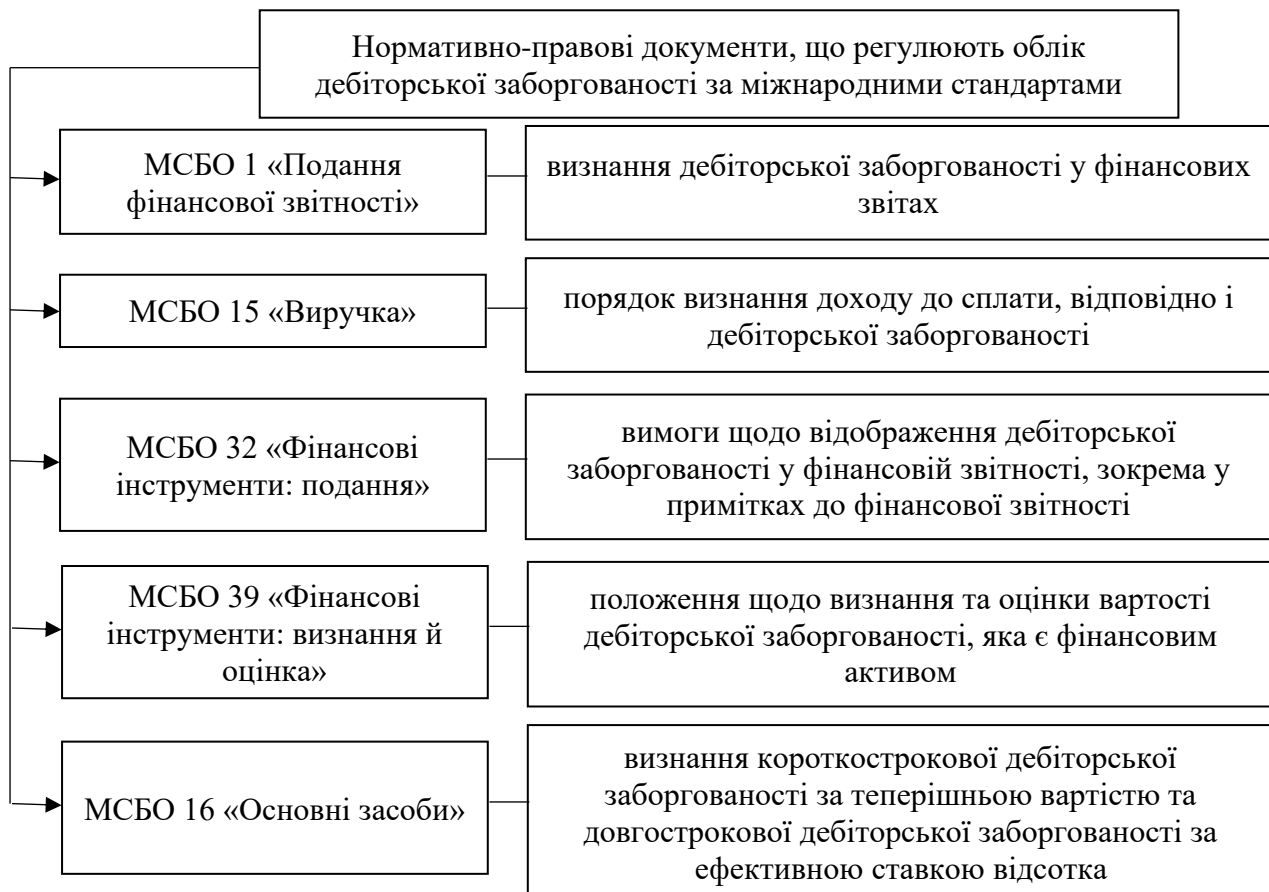 Нормативно-правові документи, що регулюють облік
дебіторської заборгованості за міжнародними стандартами
МСБО 1 «Подання
фінансової звітності»
визнання дебіторської заборгованості у фінансових
звітах
МСБО 15 «Виручка»
порядок визнання доходу до сплати, відповідно і
дебіторської заборгованості
МСБО 32 «Фінансові
інструменти: подання»
вимоги щодо відображення дебіторської
заборгованості у фінансовій звітності, зокрема у
примітках до фінансової звітності
МСБО 39 «Фінансові
інструменти: визнання й
оцінка»
положення щодо визнання та оцінки вартості
дебіторської заборгованості, яка є фінансовим
активом
МСБО 16 «Основні засоби»
визнання короткострокової дебіторської
заборгованості за теперішньою вартістю та
довгострокової дебіторської заборгованості за
ефективною ставкою відсотка